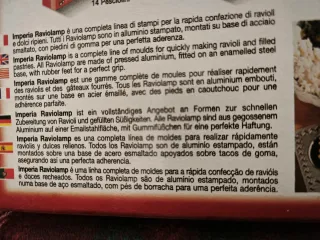 14 Pasticcini
Imperia Raviolamp è una completa linea di stampi per la rapida confezione di ravioli
e dolci ripieni. Tutti i Raviolamp sono in alluminio stampato, montati su base di acciaio
smaltato, con piedini di gomma per una perfetta aderenza.
Imperia Raviolamp is a complete line of moulds for quickly making ravioli and filled
pastries. All Raviolamp are made of pressed aluminium, fitted on an enamelled steel
base, with rubber feet for a perfect grip.
Imperia Raviolamp est une gamme complète de moules pour réaliser rapidement
des raviolis et des gâteaux fourrés. Tous les Raviolamp sont en aluminium embouti,
montés sur une base en acier émaillé, avec des pieds en caoutchouc pour une
adhérence parfaite.
Imperia Raviolamp ist ein vollständiges Angebot an Formen zur schnellen
Zubereitung von Ravioli und gefüllten Süßigkeiten. Alle Raviolamp sind aus gegossenem
Aluminium auf einer Emailstahlfläche, mit Gummifüßchen für eine perfekte Haftung.
Imperia Raviolamp es una completa línea de moldes para realizar rápidamente
raviolis y dulces rellenos. Todos los Raviolamp son de aluminio estampado, están
montados sobre una base de acero esmaltado apoyados sobre tacos de goma,
asegurando así una perfecta adherencia.
Imperia Raviolamp é uma linha completa de moldes para a rápida confecção de raviólis
e doces recheados. Todos os Raviolamp são de alumínio estampado, montados
numa base de aço esmaltado, com pés de borracha para uma perfeita aderência.